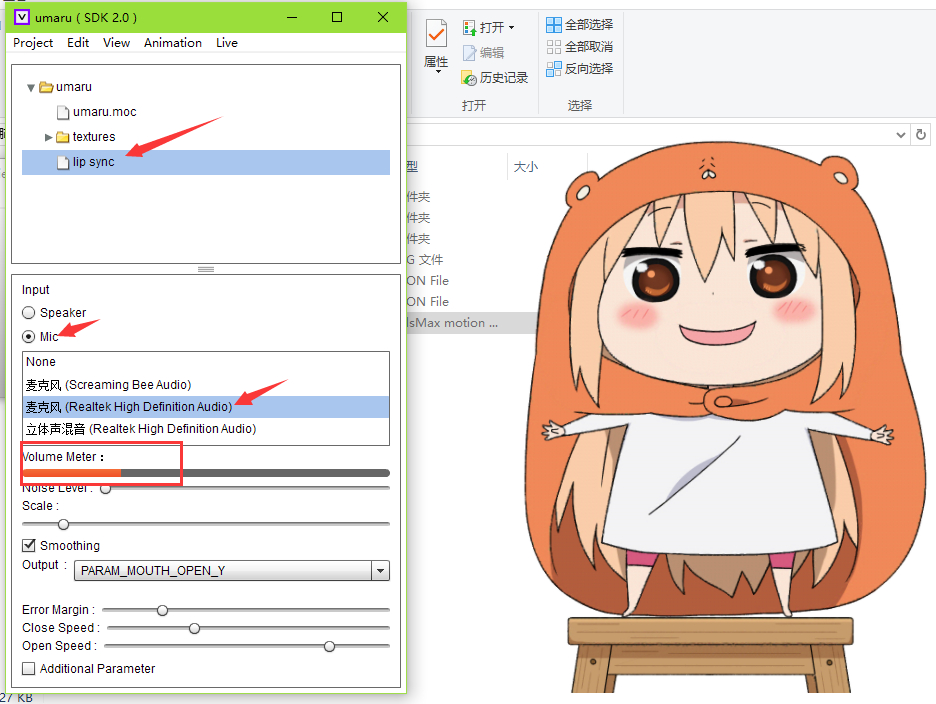 umaru ( SDK 2.0 )
Project Edit View Animation Live
umaru
umaru.moc
textures
lip sync
Input
Speaker
Mic
None
麦克风 (Screaming Bee Audio)
麦克风 (Realtek High Definition Audio)
立体声混音 (Realtek High Definition Audio)
Volume Meter :
Noise Level :
Scale :
Smoothing
Output : PARAM_MOUTH_OPEN_Y
Error Margin :
Close Speed :
Open Speed :
Additional Parameter
27 KB
属性
打开
编辑
历史记录
打开
全部选择
全部取消
反向选择
选择
型 大小
件夹
件夹
件夹
G 文件
ON File
ON File
lsMax motion ...